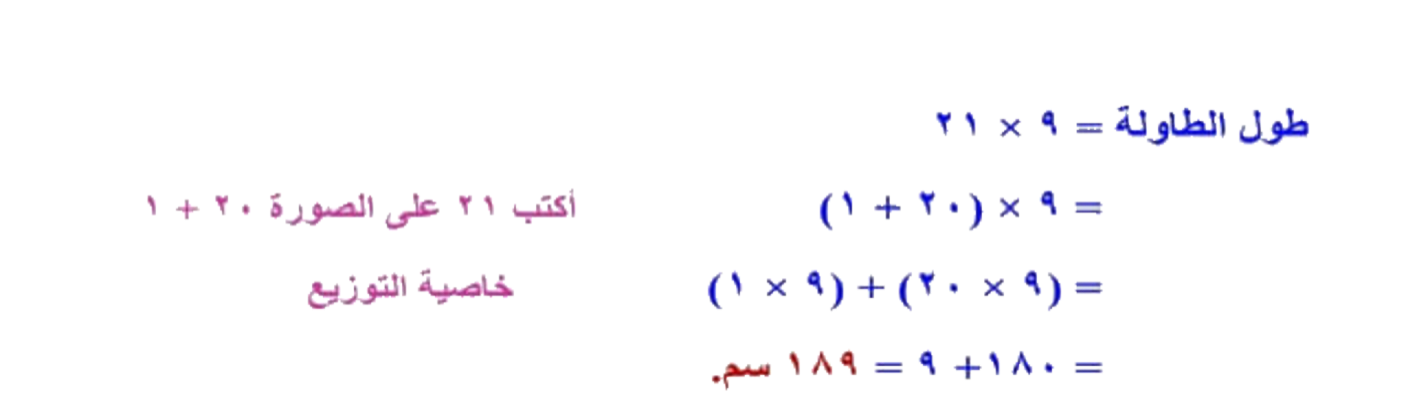 طول الطاولة = ٩ × ٢١
= ٩ × (٢٠ + ١) أكتب ٢١ على الصورة ٢٠ + ١
= (٩ × ٢٠) + (٩ × ١) خاصية التوزيع
= ١٨٠+ ٩ = ١٨٩ سم.